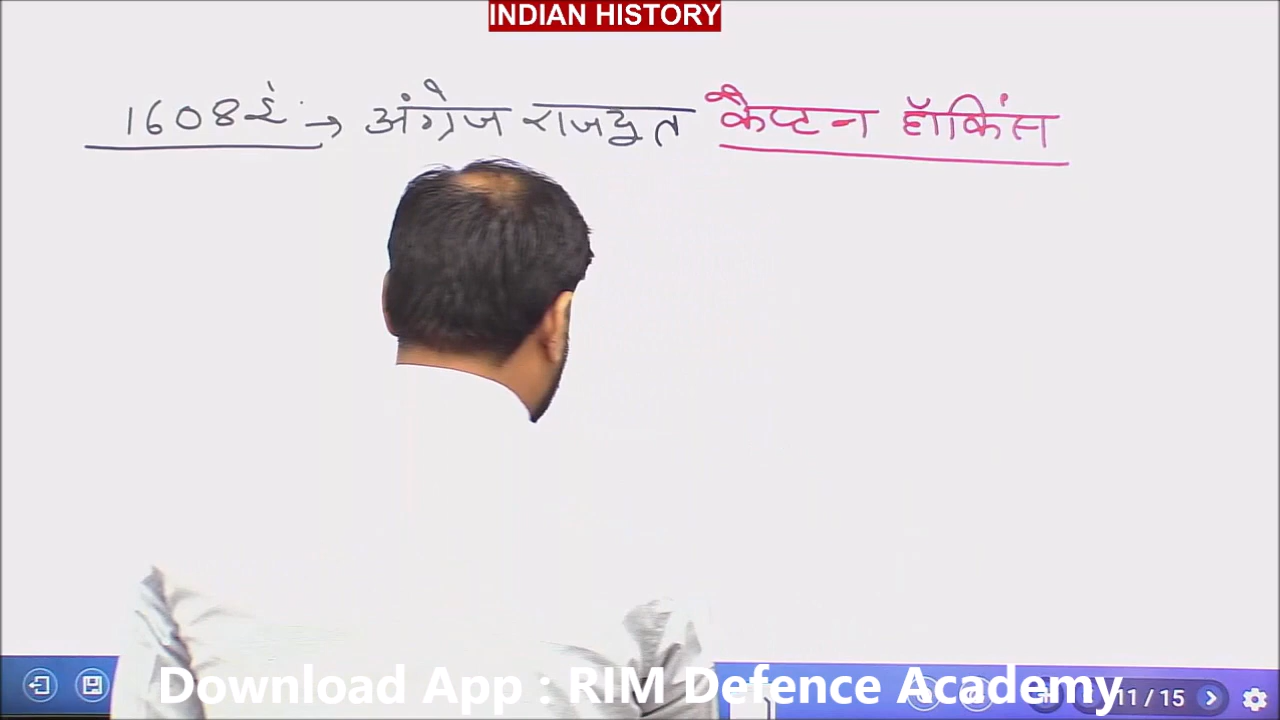 INDIAN HISTORY
1608ई → अंग्रेज राजदूत कैप्टन हॉकिंस
Download App : RIM Defence Academy
11 / 15